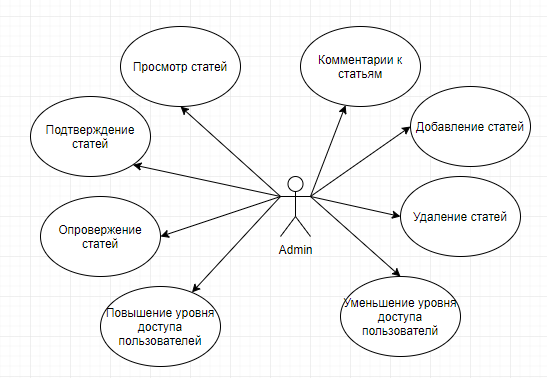 Просмотр статей
Комментарии к
статьям
Подтверждение
статей
Добавление статей
Опровержение
статей
Удаление статей
Admin
Повышение уровня
доступа
пользователей
Уменьшение уровня
доступа
пользователй